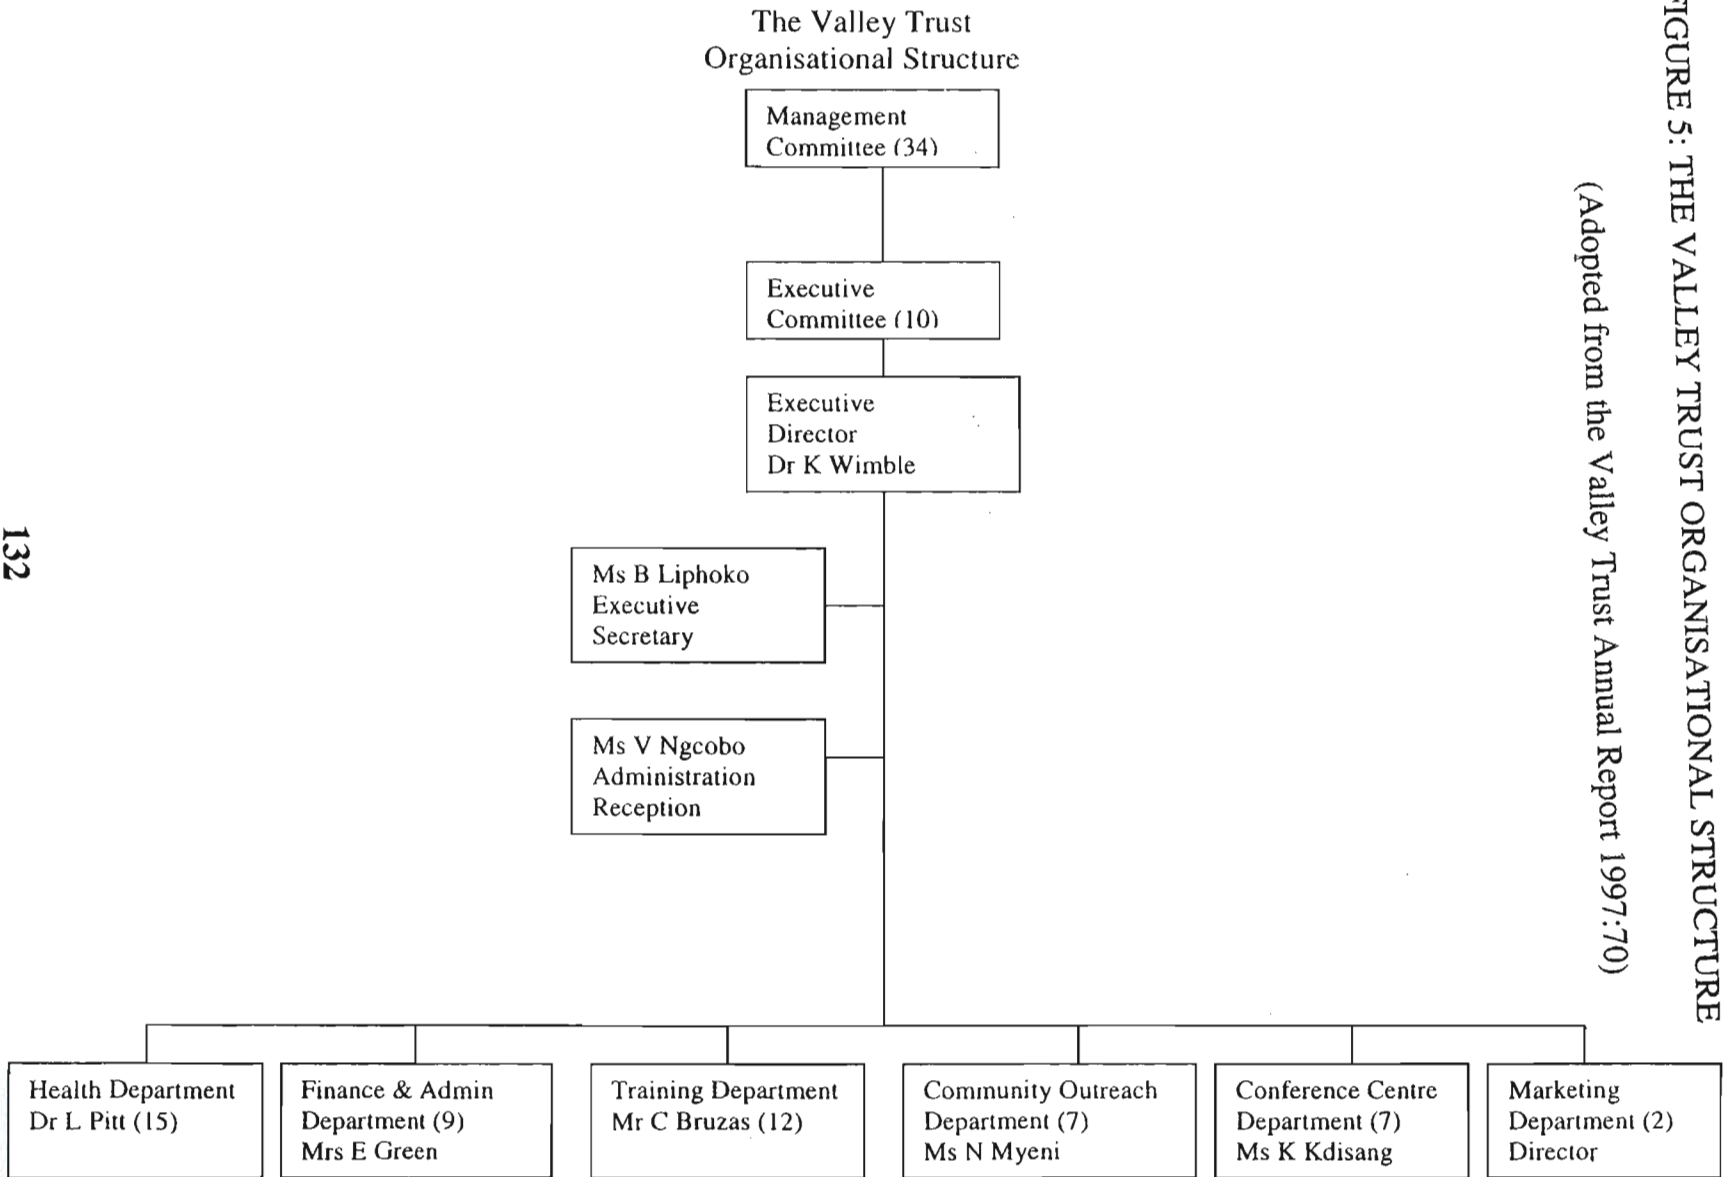 The Valley Trust
Organisational Structure
Management
Committee (34)
Executive
Committee (10)
Executive
Director
Dr K Wimble
Ms B Liphoko
Executive
Secretary
Ms V Ngcobo
Administration
Reception
Health Department
Dr L Pitt (15)
Finance & Admin
Department (9)
Mrs E Green
Training Department
Mr C Bruzas (12)
Community Outreach
Department (7)
Ms N Myeni
Conference Centre
Department (7)
Ms K Kdisang
Marketing
Department (2)
Director
FIGURE 5: THE VALLEY TRUST ORGANISATIONAL STRUCTURE
(Adopted from the Valley Trust Annual Report 1997:70)
132